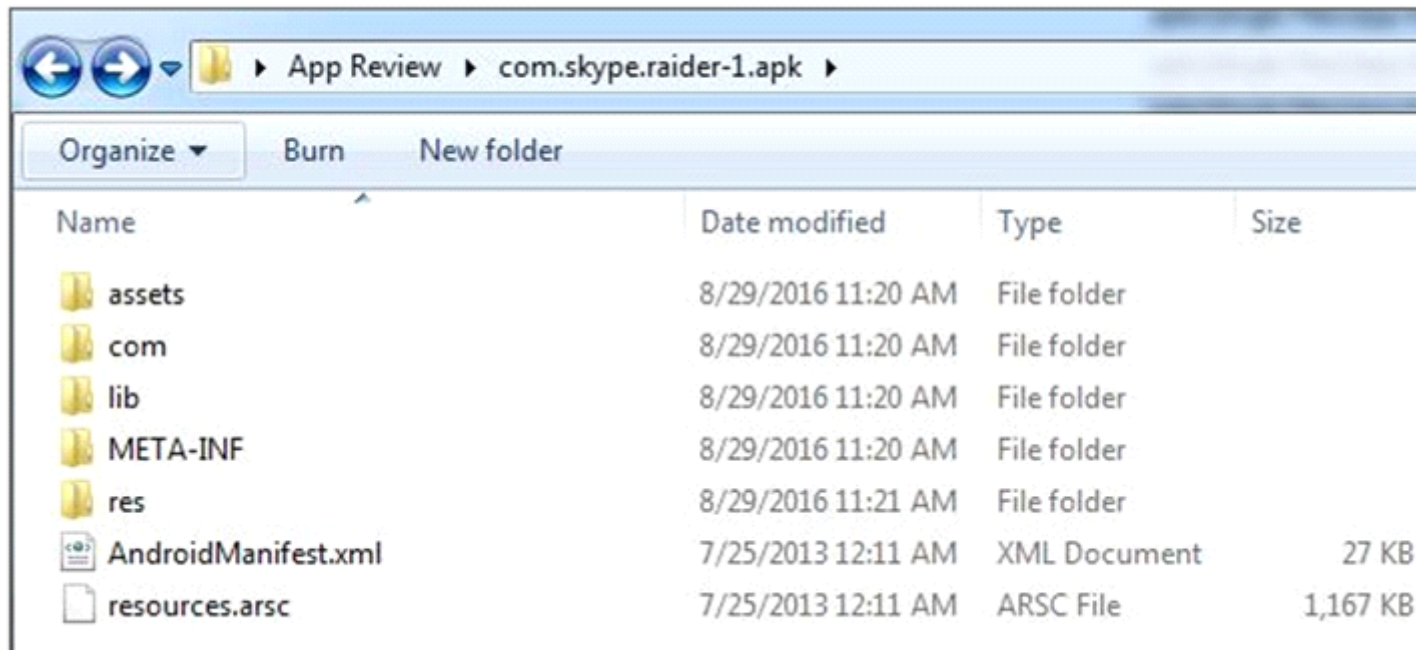 App Review com.skype.raider-1.apk
Organize Burn New folder
Name Date modified Type Size
assets 8/29/2016 11:20 AM File folder
com 8/29/2016 11:20 AM File folder
lib 8/29/2016 11:20 AM File folder
META-INF 8/29/2016 11:20 AM File folder
res 8/29/2016 11:21 AM File folder
AndroidManifest.xml 7/25/2013 12:11 AM XML Document 27 KB
resources.arsc 7/25/2013 12:11 AM ARSC File 1,167 KB